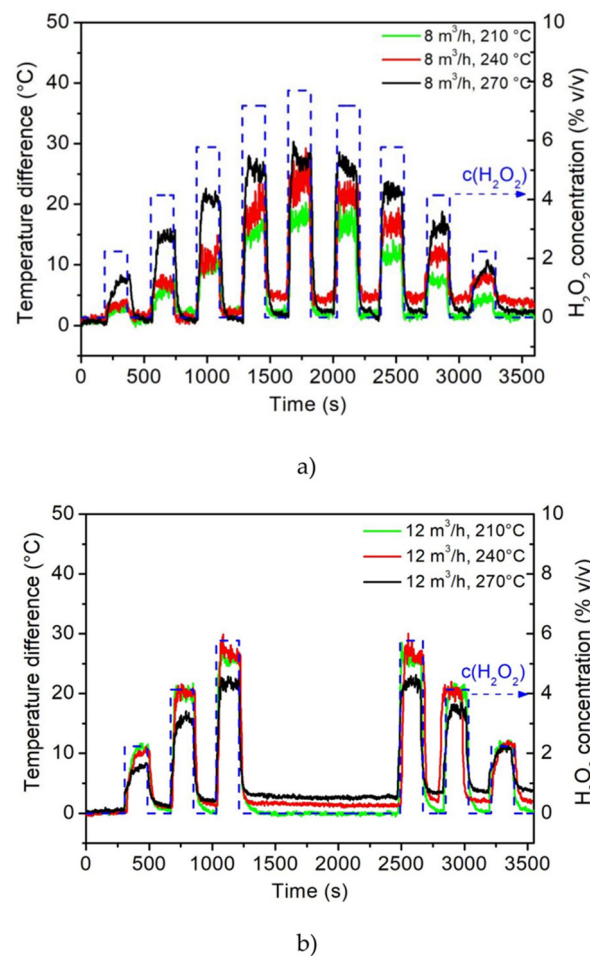 a)
50
40
30
20
10
0
Temperature difference (°C)
10
8
6
4
2
0
H₂O₂ concentration (% v/v)
8 m³/h, 210 °C
8 m³/h, 240 °C
8 m³/h, 270 °C
c(H₂O₂)
0 500 1000 1500 2000 2500 3000 3500
Time (s)
a)
50
40
30
20
10
0
Temperature difference (°C)
10
8
6
4
2
0
H₂O₂ concentration (% v/v)
12 m³/h, 210°C
12 m³/h, 240°C
12 m³/h, 270°C
c(H₂O₂)
0 500 1000 1500 2000 2500 3000 3500
Time (s)
b)